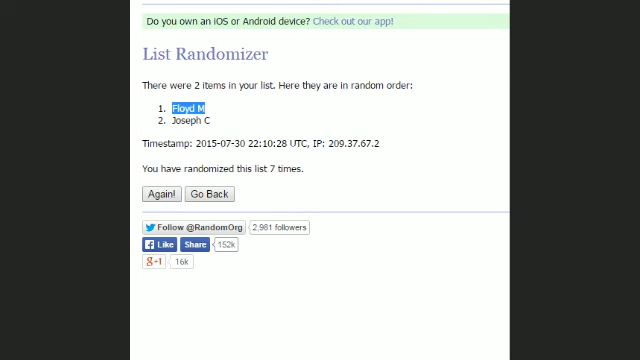 Do you own an iOS or Android device? Check out our app!
List Randomizer
There were 2 items in your list. Here they are in random order:
1. Floyd M
2. Joseph C
Timestamp: 2015-07-30 22:10:28 UTC, IP: 209.37.67.2
You have randomized this list 7 times.
Again! Go Back
Follow @RandomOrg 2,981 followers
Like Share 152k
g+1 16k